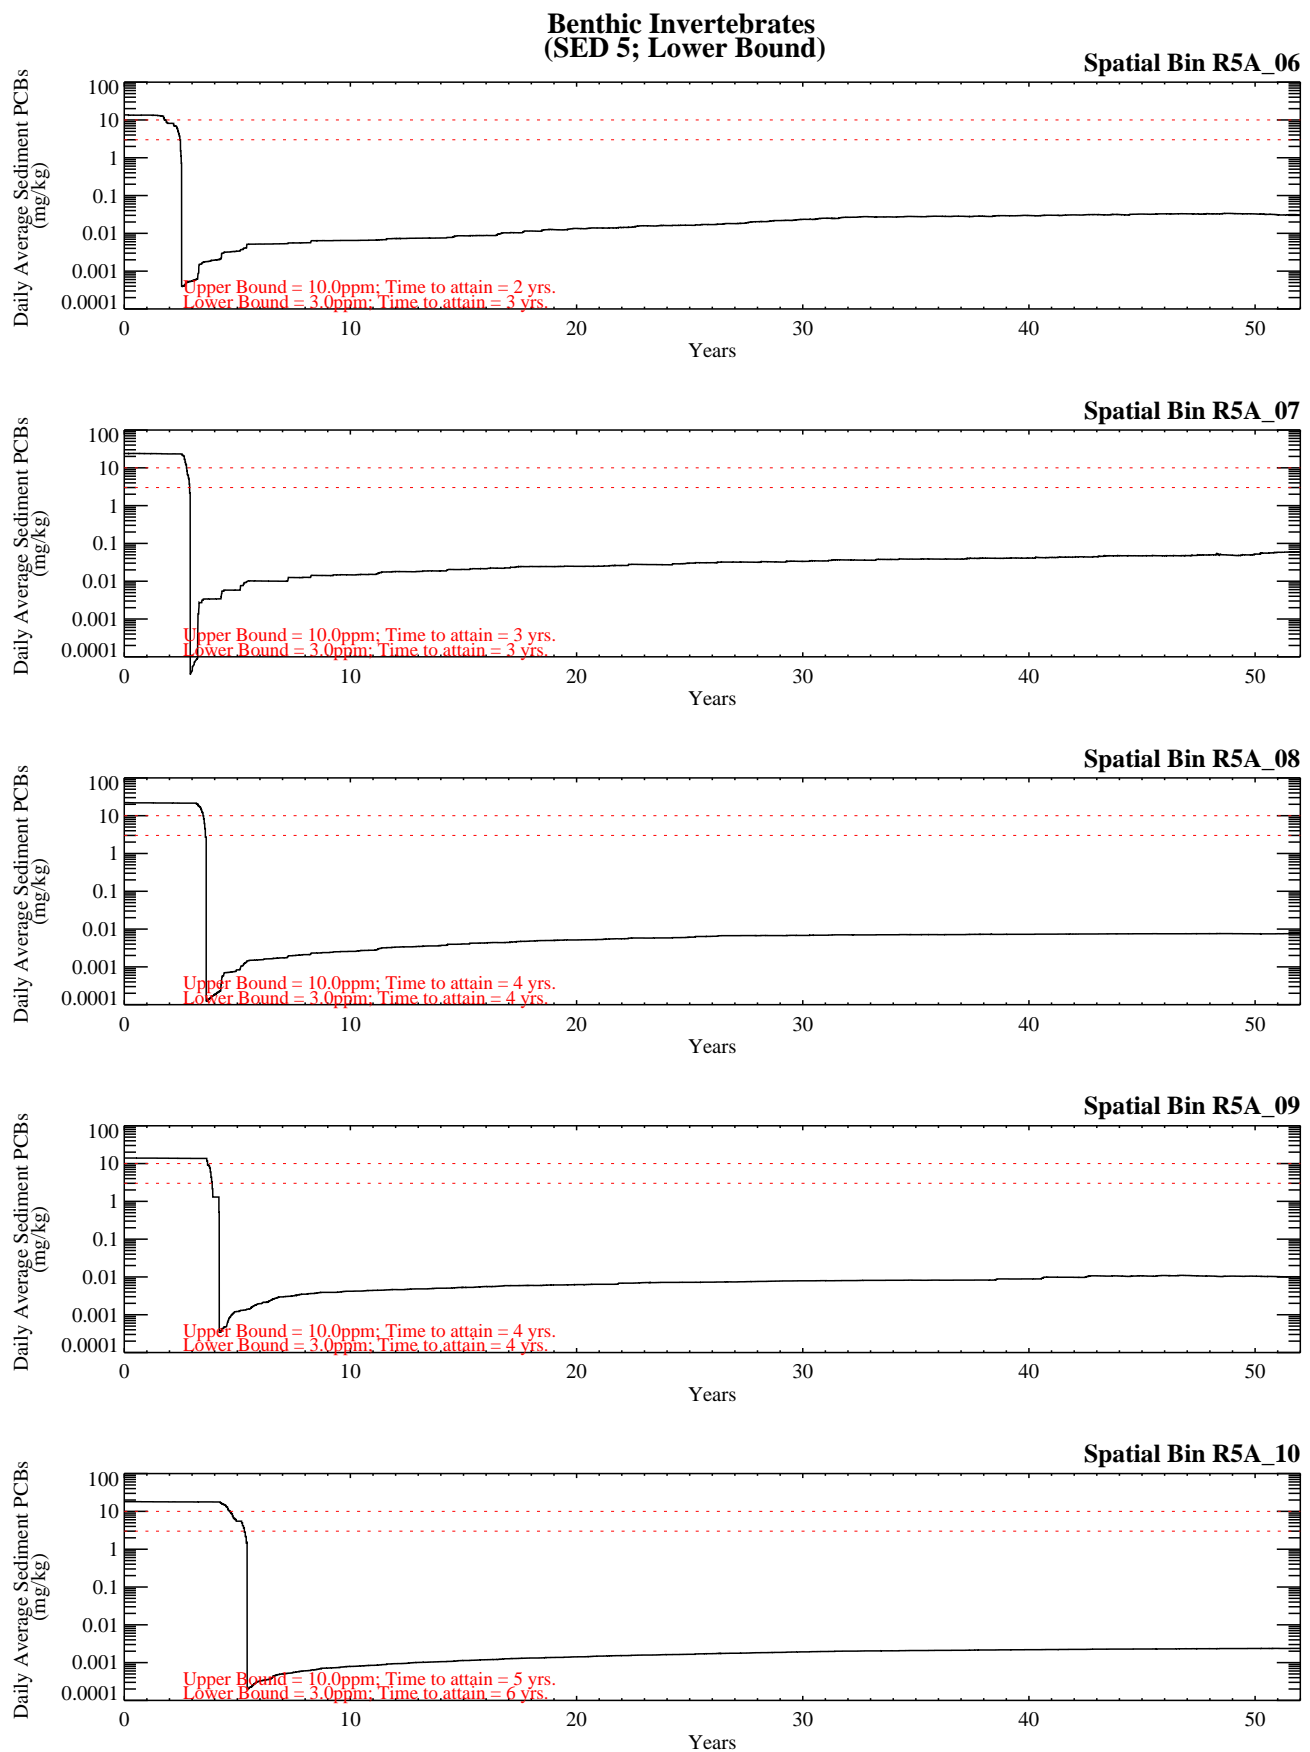 Benthic Invertebrates
(SED 5; Lower Bound)
Spatial Bin R5A_06
Daily Average Sediment PCBs
(mg/kg)
100
10
1
0.1
0.01
0.001
0.0001
Upper Bound = 10.0ppm; Time to attain = 2 yrs.
Lower Bound = 3.0ppm; Time to attain = 3 yrs.
0 10 20 30 40 50
Years
Spatial Bin R5A_07
Daily Average Sediment PCBs
(mg/kg)
100
10
1
0.1
0.01
0.001
0.0001
Upper Bound = 10.0ppm; Time to attain = 3 yrs.
Lower Bound = 3.0ppm; Time to attain = 3 yrs.
0 10 20 30 40 50
Years
Spatial Bin R5A_08
Daily Average Sediment PCBs
(mg/kg)
100
10
1
0.1
0.01
0.001
0.0001
Upper Bound = 10.0ppm; Time to attain = 4 yrs.
Lower Bound = 3.0ppm; Time to attain = 4 yrs.
0 10 20 30 40 50
Years
Spatial Bin R5A_09
Daily Average Sediment PCBs
(mg/kg)
100
10
1
0.1
0.01
0.001
0.0001
Upper Bound = 10.0ppm; Time to attain = 4 yrs.
Lower Bound = 3.0ppm; Time to attain = 4 yrs.
0 10 20 30 40 50
Years
Spatial Bin R5A_10
Daily Average Sediment PCBs
(mg/kg)
100
10
1
0.1
0.01
0.001
0.0001
Upper Bound = 10.0ppm; Time to attain = 5 yrs.
Lower Bound = 3.0ppm; Time to attain = 6 yrs.
0 10 20 30 40 50
Years